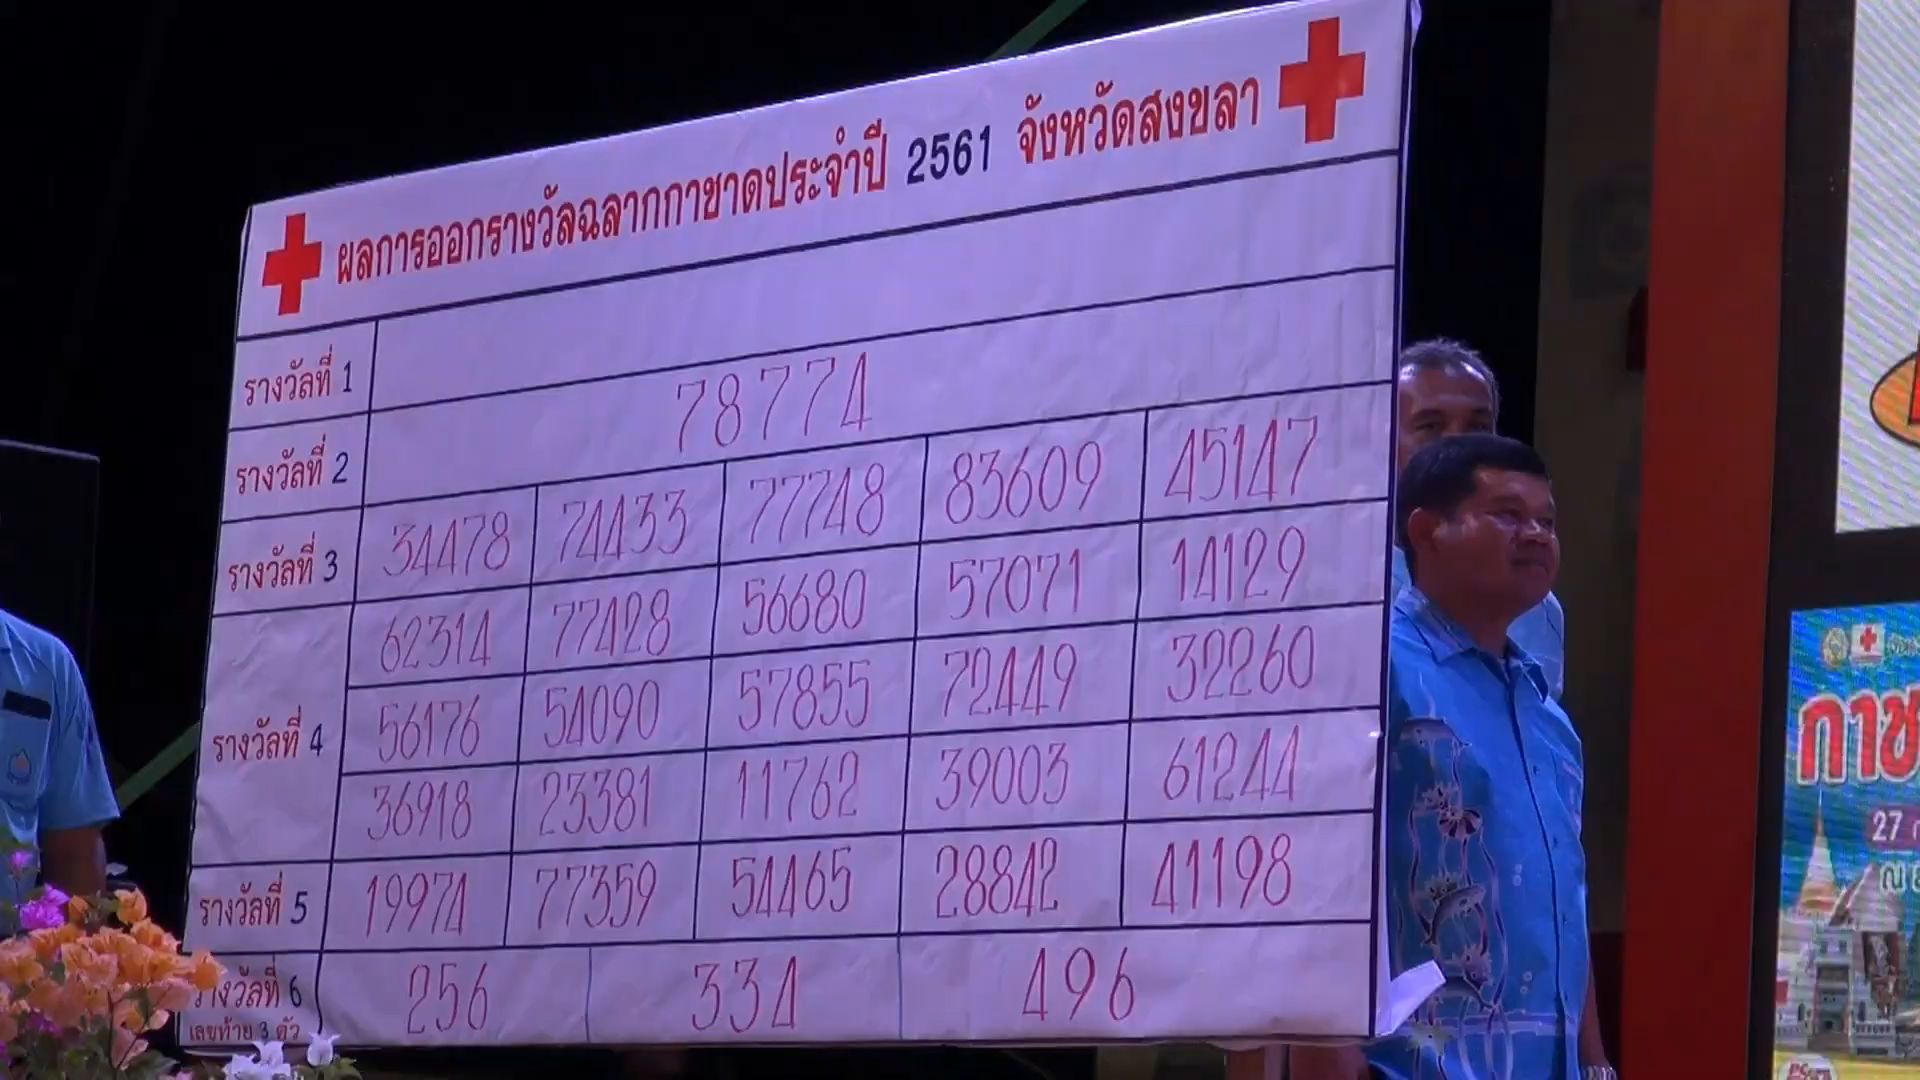 ผลการออกรางวัลฉลากกาชาดประจำปี 2561 จังหวัดสงขลา
รางวัลที่ 1
รางวัลที่ 2 78774
รางวัลที่ 3 34478 74433 77748 83609 45147
รางวัลที่ 4
62314 77428 56680 57071 14129
56176 54090 57855 72449 32260
36918 23381 11762 39003 61244
รางวัลที่ 5 19974 77359 54465 28842 41198
รางวัลที่ 6 256 334 496
เลขท้าย 3 ตัว
กาช
27
ณ